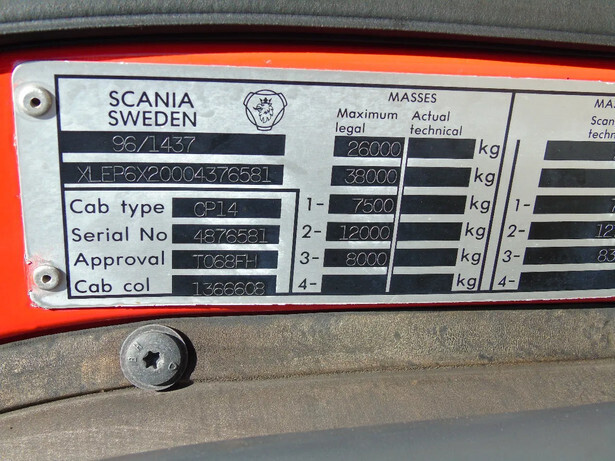 SCANIA
SWEDEN
96/1437
XLEP6X20004376581
Cab type CP14
Serial No 4876581
Approval T068FH
Cab col 1366608
MASSES
Maximum legal Actual technical
26000 kg
38000 kg
1- 7500 kg
2- 12000 kg
3- 8000 kg
4- kg
1-
2-
3-
4-